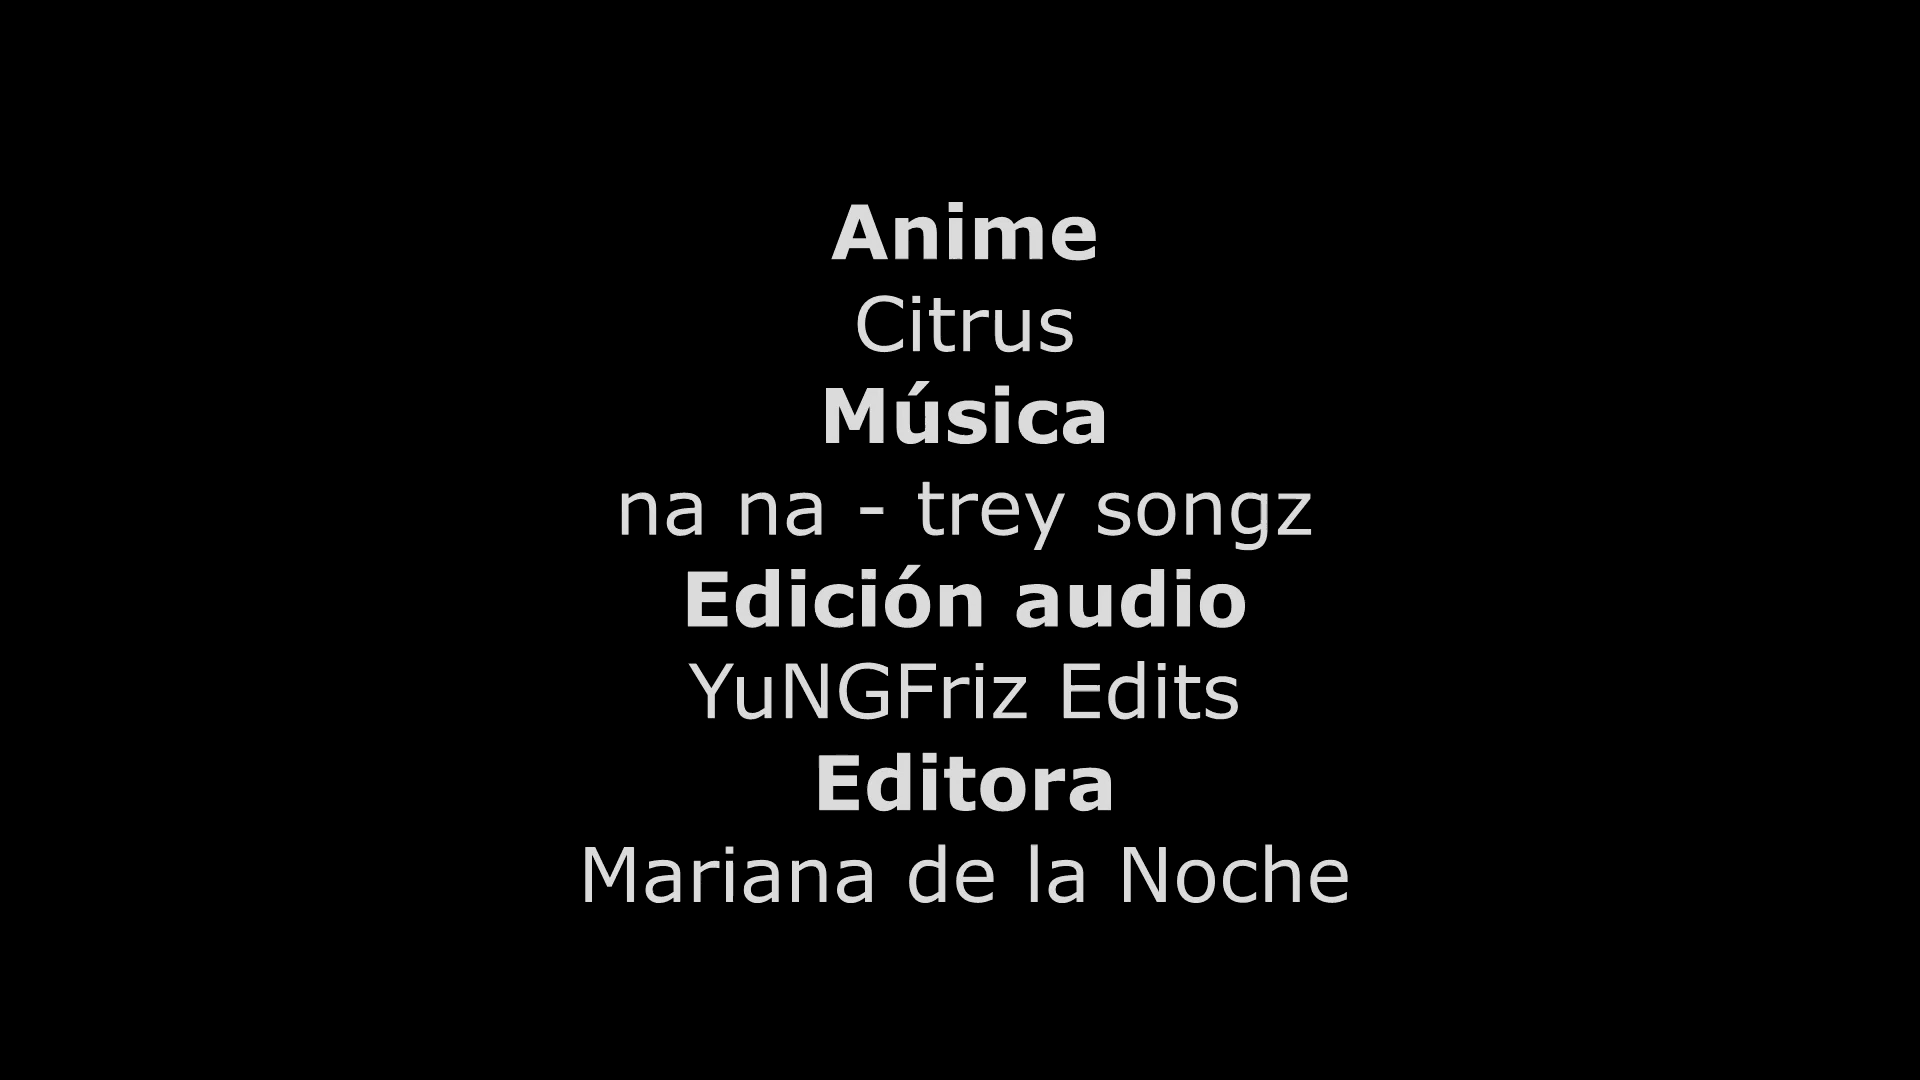 Anime
Citrus
Música
na na - trey songz
Edición audio
YuNGFriz Edits
Editora
Mariana de la Noche